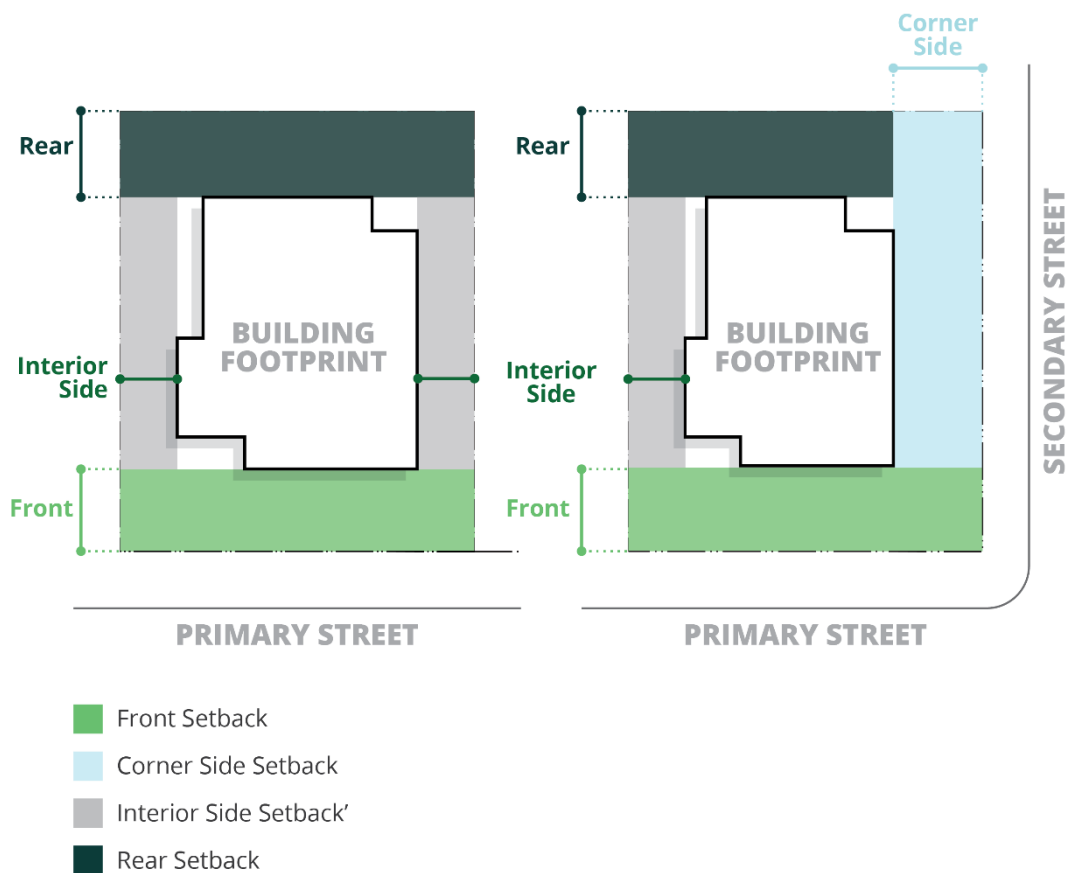 Corner
Side
Rear
Rear
BUILDING
FOOTPRINT
BUILDING
FOOTPRINT
Interior
Side
Interior
Side
SECONDARY STREET
Front
Front
PRIMARY STREET
PRIMARY STREET
Front Setback
Corner Side Setback
Interior Side Setback’
Rear Setback